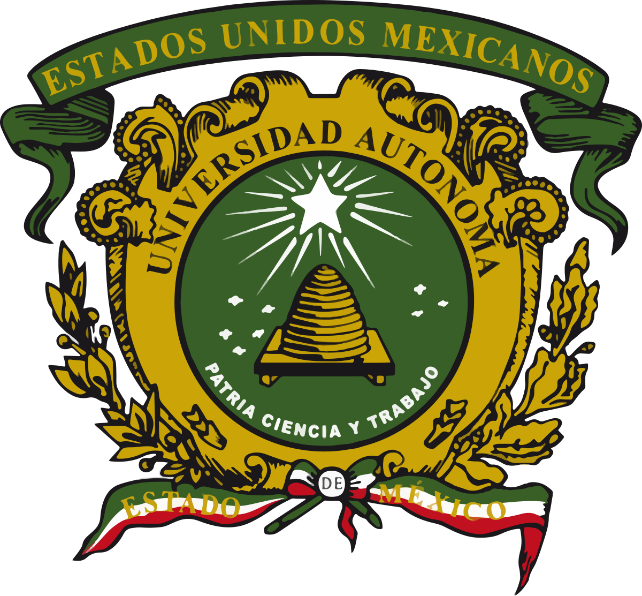 ESTADOS UNIDOS MEXICANOS
UNIVERSIDAD AUTONOMA
PATRIA CIENCIA Y TRABAJO
ESTADO DE MÉXICO